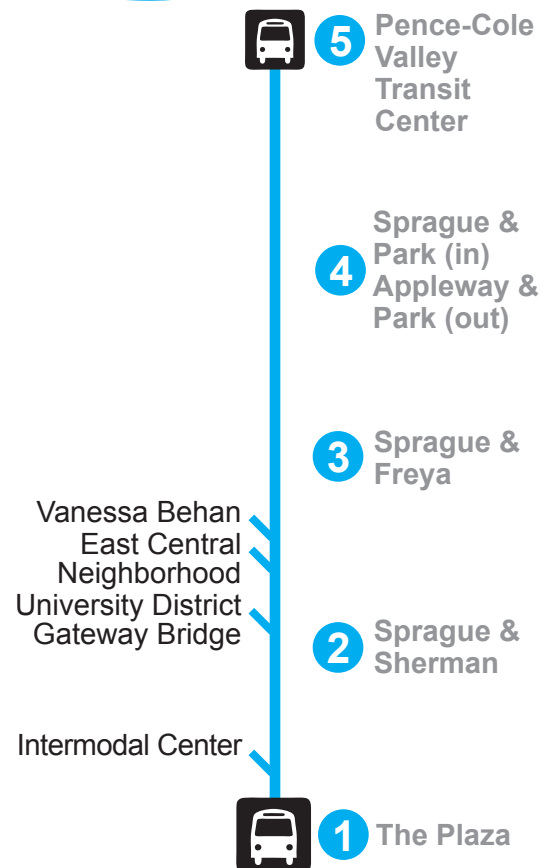 5 Pence-Cole
Valley
Transit
Center
Sprague &
Park (in)
4 Appleway &
Park (out)
3 Sprague &
Freya
Vanessa Behan
East Central
Neighborhood
University District
Gateway Bridge
2 Sprague &
Sherman
Intermodal Center
1 The Plaza